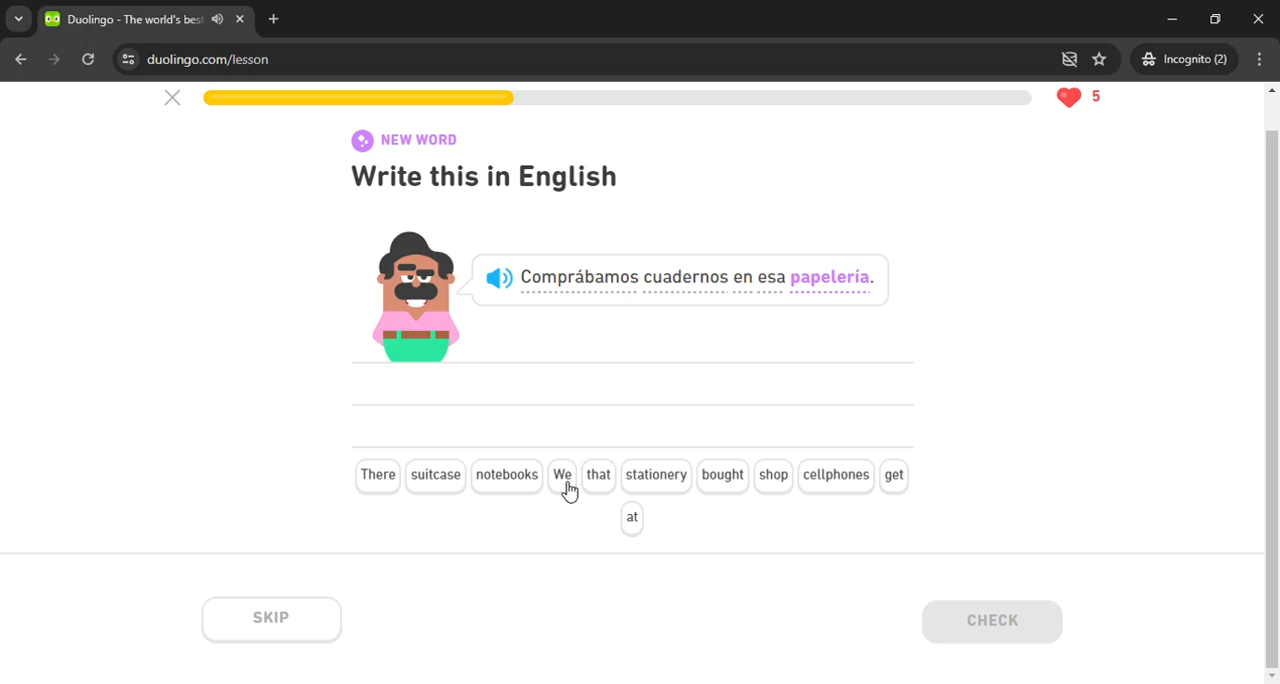 Duolingo - The world's best
duolingo.com/lesson
Incognito (2)
5
NEW WORD
Write this in English
Comprábamos cuadernos en esa papelería.
There suitcase notebooks We that stationery bought shop cellphones get
at
SKIP
CHECK